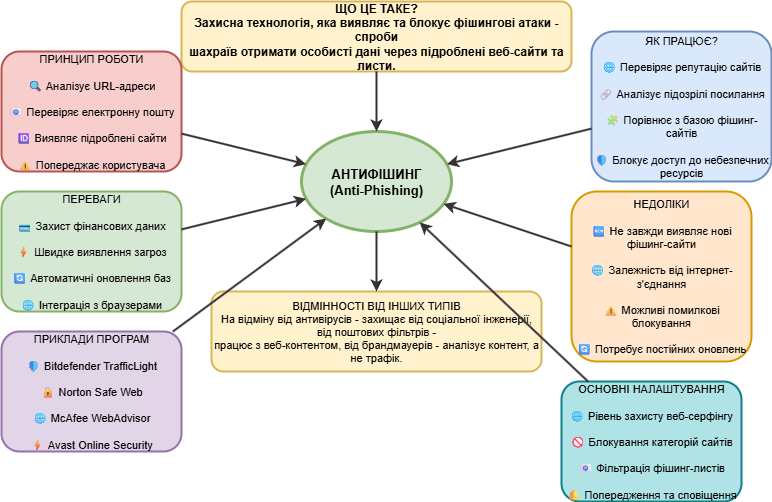 ЩО ЦЕ ТАКЕ?
Захисна технологія, яка виявляє та блокує фішингові атаки -
спроби
шахраїв отримати особисті дані через підроблені веб-сайти та
листи.
ПРИНЦИП РОБОТИ
🔍 Аналізує URL-адреси
📧 Перевіряє електронну пошту
🆔 Виявляє підроблені сайти
⚠️ Попереджає користувача
ЯК ПРАЦЮЄ?
🌐 Перевіряє репутацію сайтів
🔗 Аналізує підозрілі посилання
🧩 Порівнює з базою фішинг-
сайтів
🛡️ Блокує доступ до небезпечних
ресурсів
АНТИФІШИНГ
(Anti-Phishing)
ПЕРЕВАГИ
💳 Захист фінансових даних
⚡ Швидке виявлення загроз
🔄 Автоматичні оновлення баз
🌐 Інтеграція з браузерами
НЕДОЛІКИ
🆕 Не завжди виявляє нові
фішинг-сайти
🌐 Залежність від інтернет-
з'єднання
⚠️ Можливі помилкові
блокування
🔄 Потребує постійних оновлень
ВІДМІННОСТІ ВІД ІНШИХ ТИПІВ
На відміну від антивірусів - захищає від соціальної інженерії,
від поштових фільтрів -
працює з веб-контентом, від брандмауерів - аналізує контент, а
не трафік.
ПРИКЛАДИ ПРОГРАМ
🛡️ Bitdefender TrafficLight
🔒 Norton Safe Web
🌐 McAfee WebAdvisor
⚡ Avast Online Security
ОСНОВНІ НАЛАШТУВАННЯ
🌐 Рівень захисту веб-серфінгу
🚫 Блокування категорій сайтів
📧 Фільтрація фішинг-листів
🔔 Попередження та сповіщення